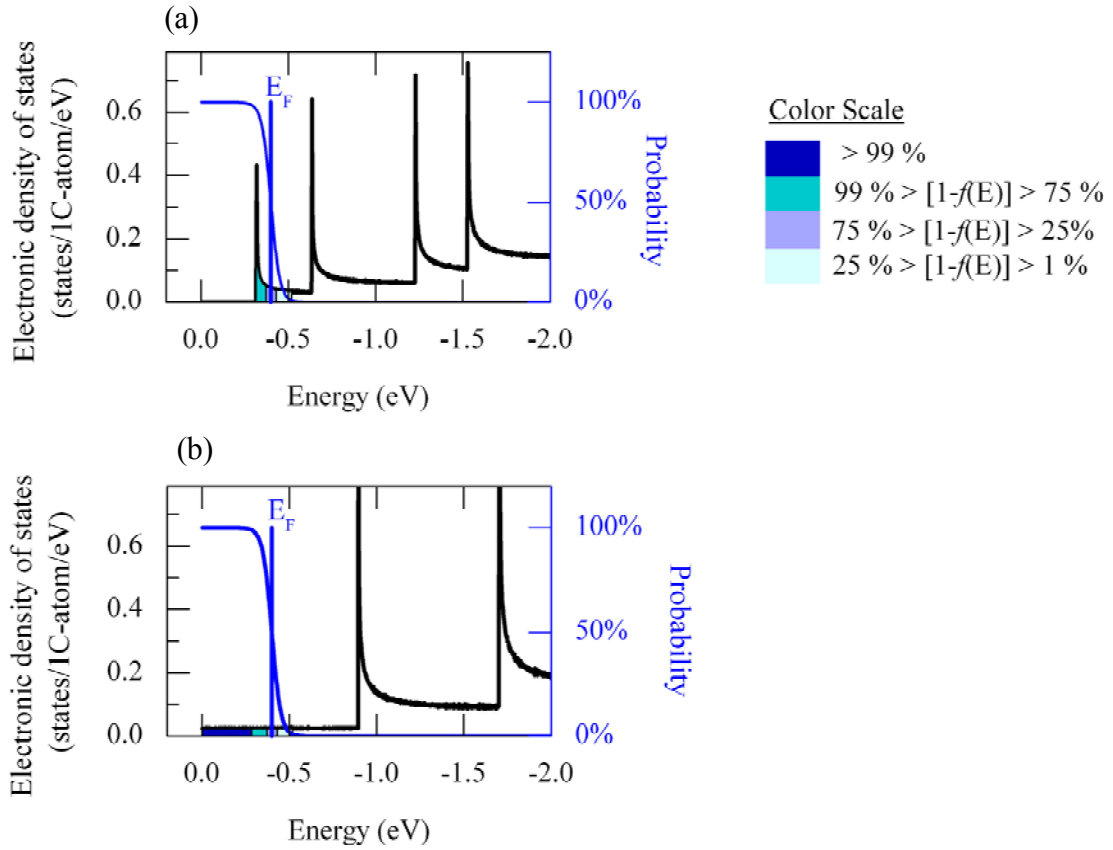 (a)
Electronic density of states
(states/1C-atom/eV)
0.6
0.4
0.2
0.0
E_F
100%
50%
0%
Probability
0.0 -0.5 -1.0 -1.5 -2.0
Energy (eV)
Color Scale
> 99 %
99 % > [1-f(E)] > 75 %
75 % > [1-f(E)] > 25%
25 % > [1-f(E)] > 1 %
(b)
Electronic density of states
(states/1C-atom/eV)
0.6
0.4
0.2
0.0
E_F
100%
50%
0%
Probability
0.0 -0.5 -1.0 -1.5 -2.0
Energy (eV)